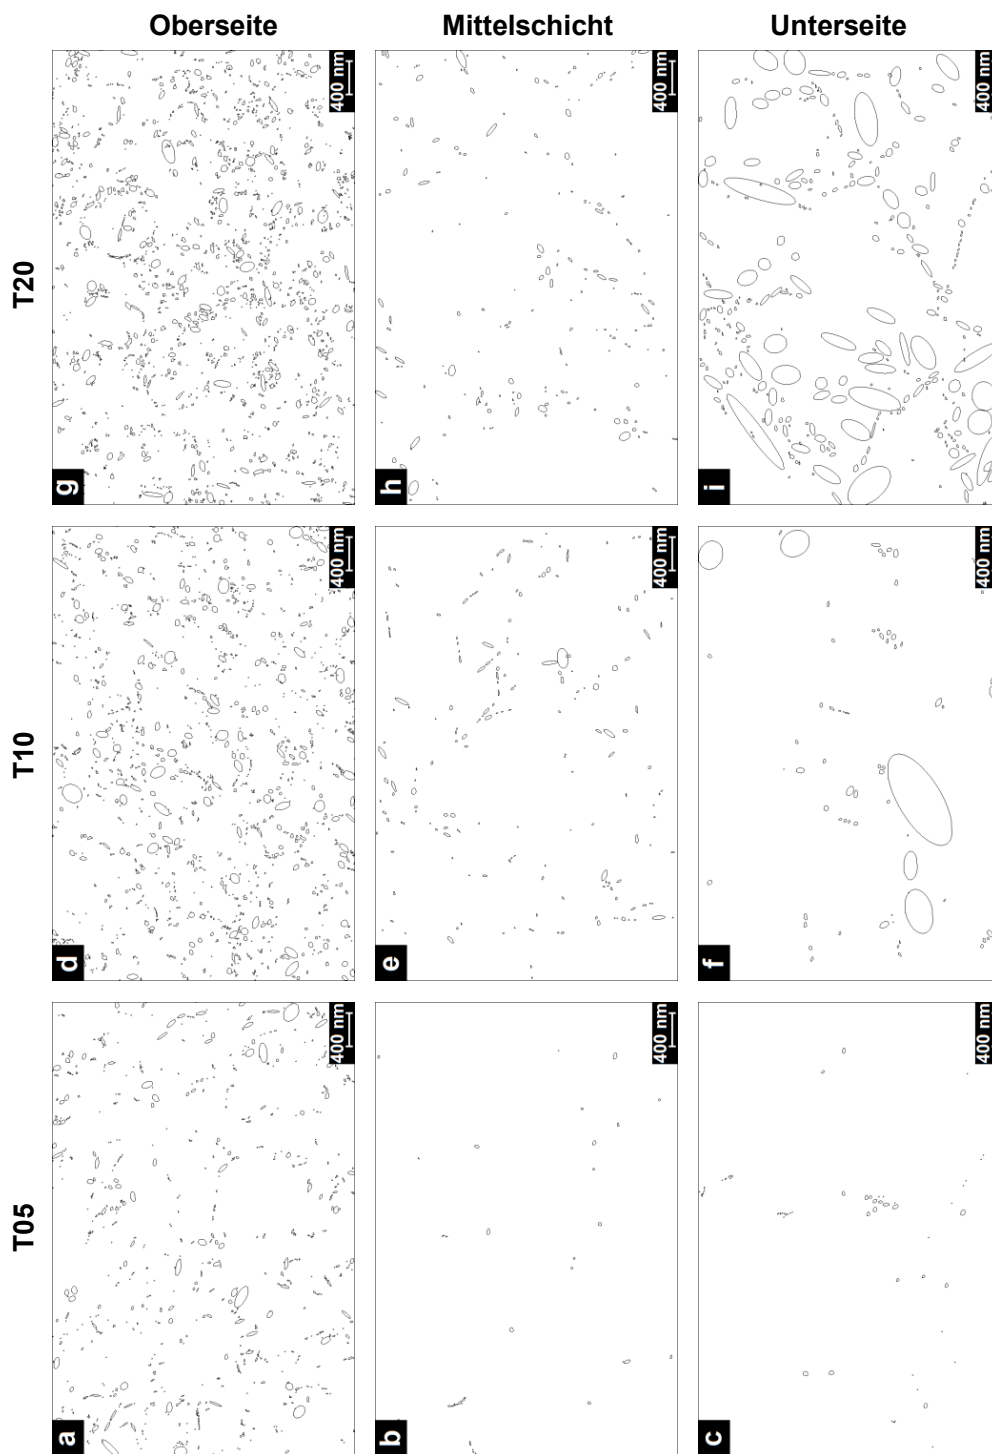 Oberseite Mittelschicht Unterseite
T20
g 400 nm
h 400 nm
i 400 nm
T10
d 400 nm
e 400 nm
f 400 nm
T05
a 400 nm
b 400 nm
c 400 nm